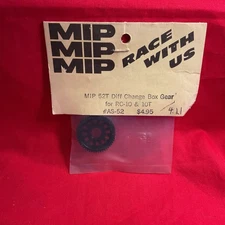 MIP
MIP
MIP
RACE WITH US
MIP 52T Diff Change Box Gear
for RC-10 & 10T
#AS-52 $4.95